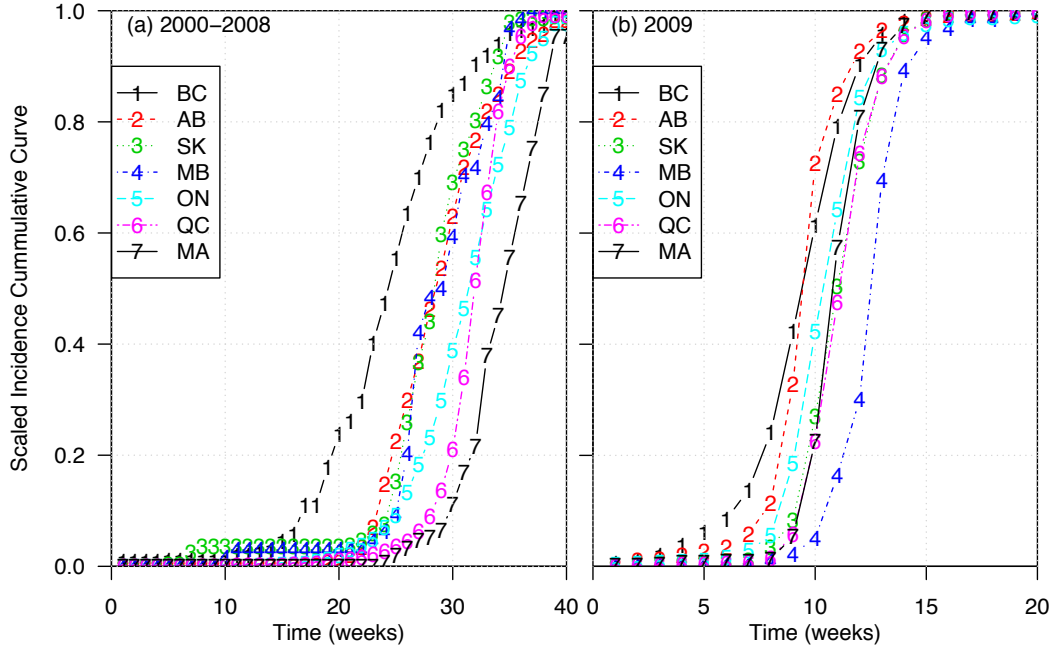 (a) 2000−2008
(b) 2009
Scaled Incidence Cummulative Curve
1.0
0.8
0.6
0.4
0.2
0.0
1 BC
2 AB
3 SK
4 MB
5 ON
6 QC
7 MA
1 BC
2 AB
3 SK
4 MB
5 ON
6 QC
7 MA
0 10 20 30 40
0 5 10 15 20
Time (weeks)
Time (weeks)